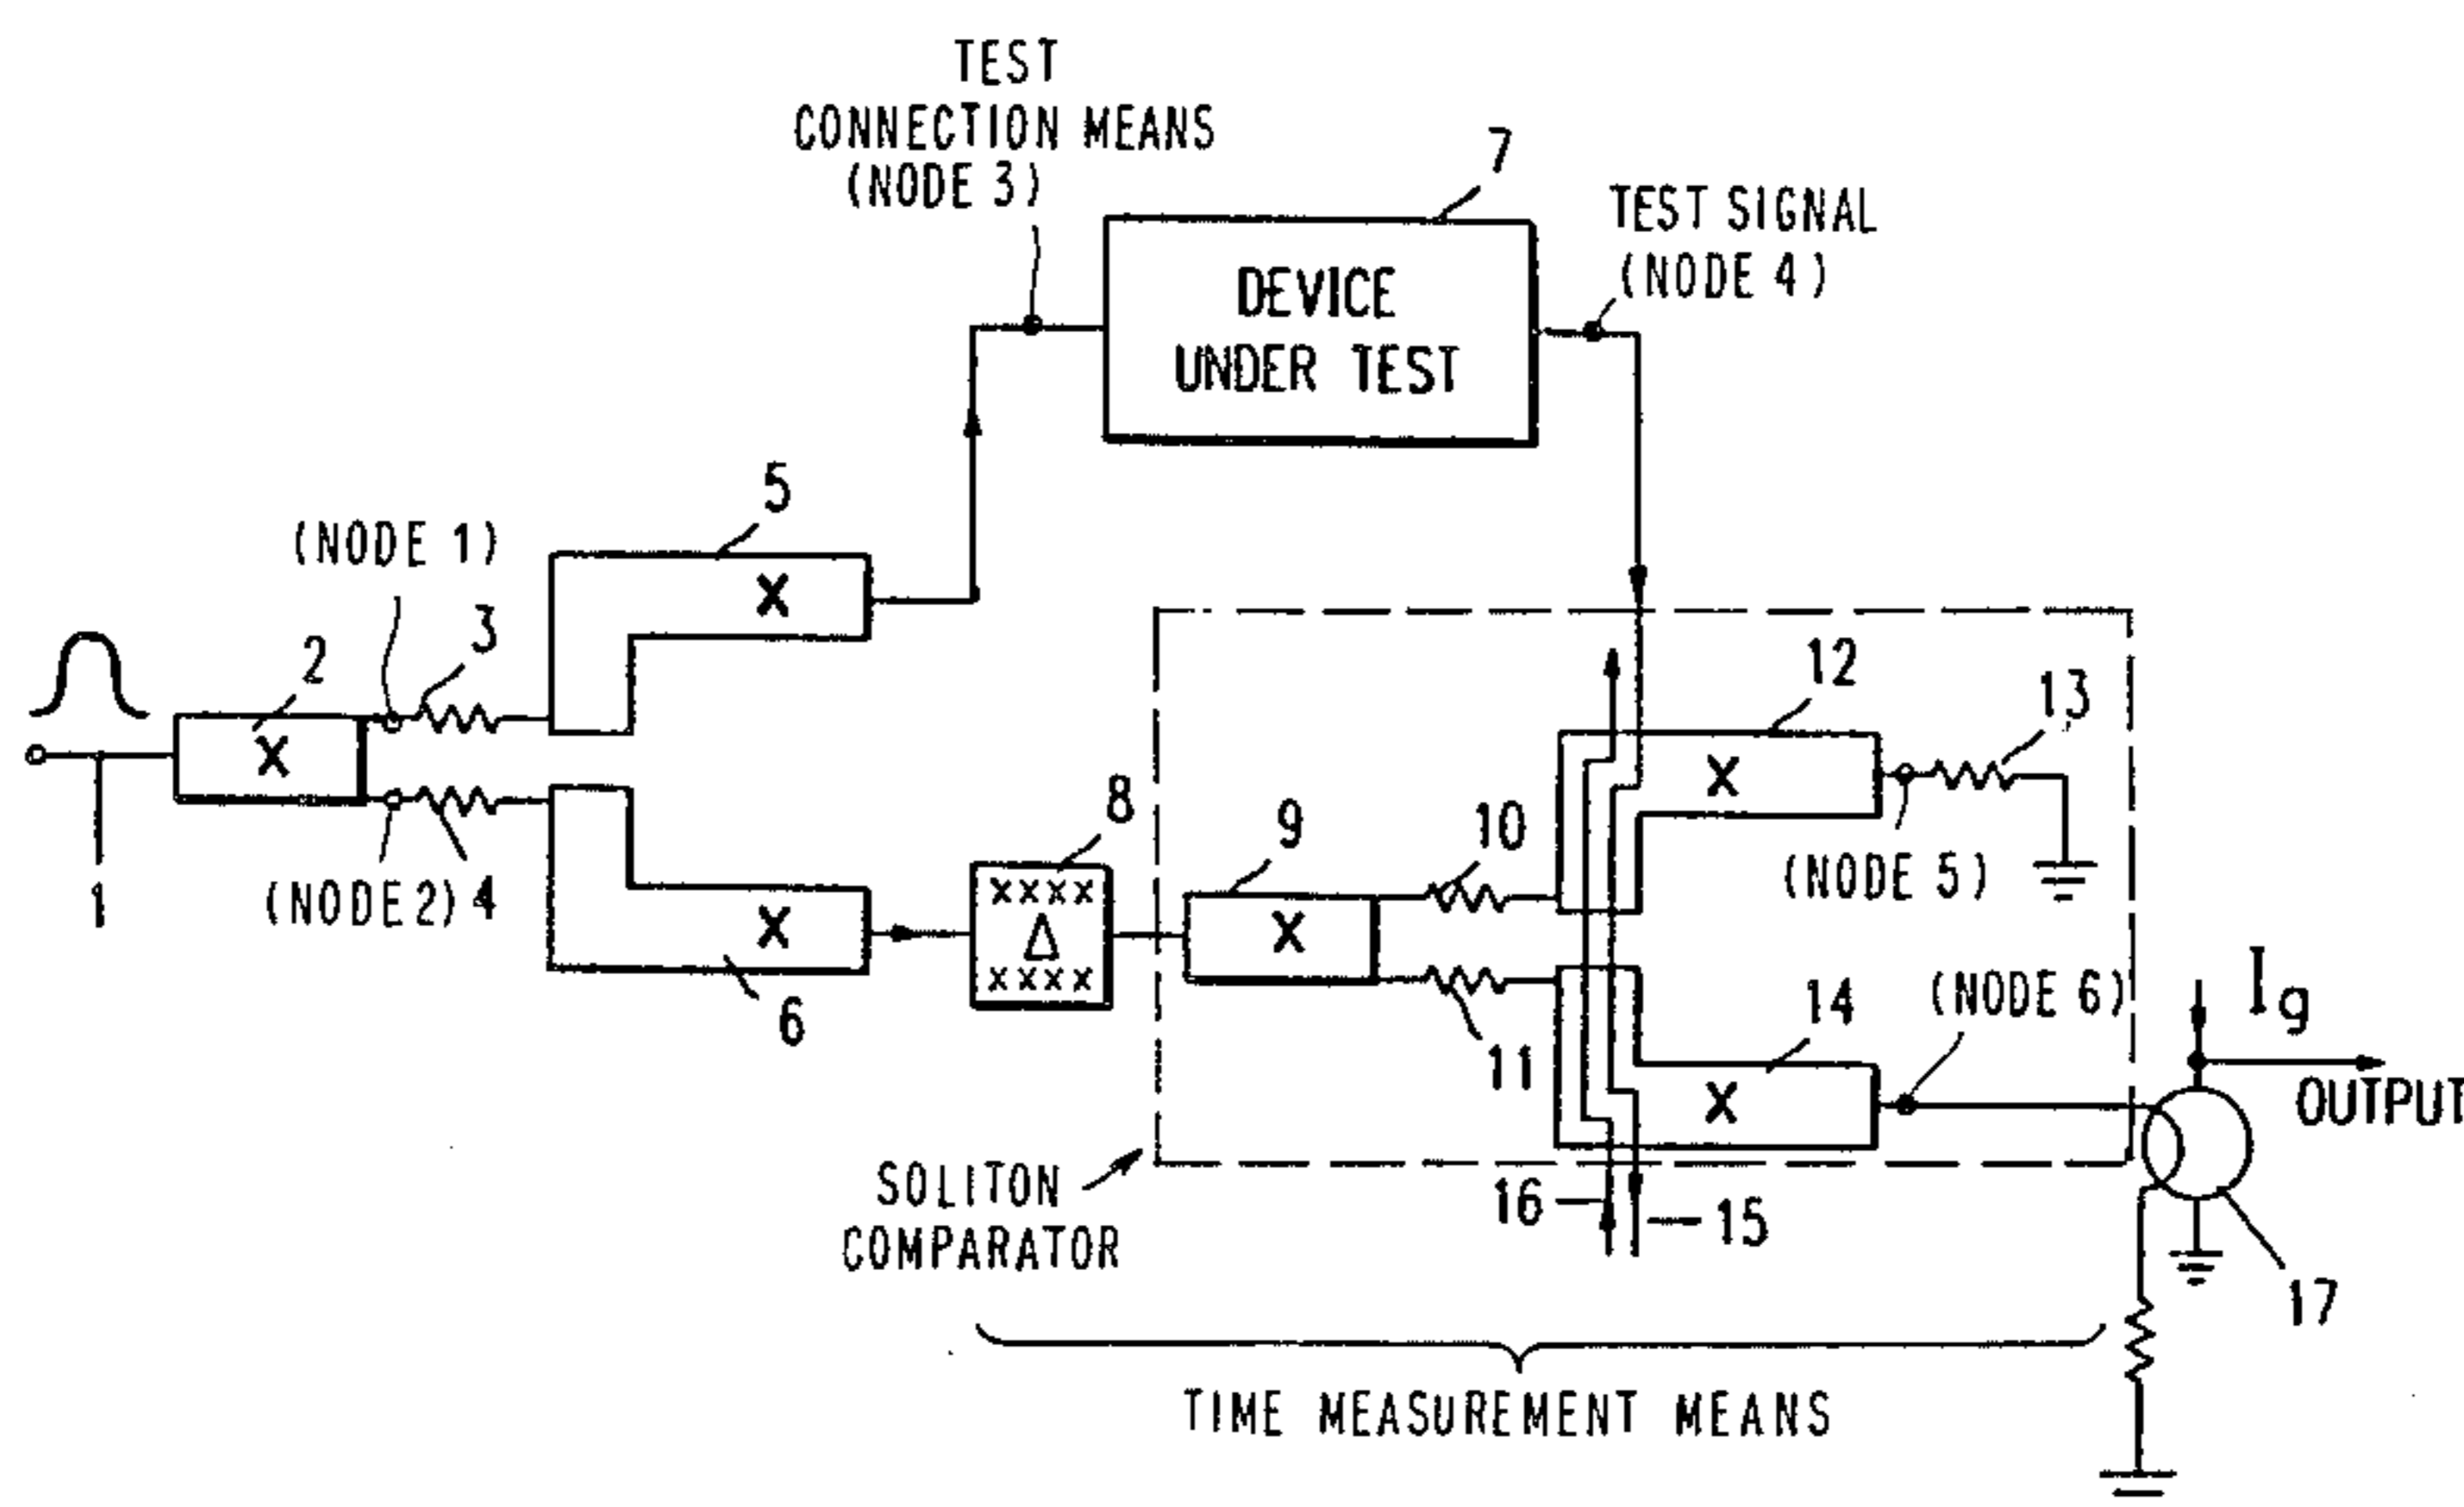 TEST
CONNECTION MEANS
(NODE 3)
7
TEST SIGNAL
(NODE 4)
DEVICE
UNDER TEST
5
(NODE 1)
3
2
X
X
12
13
X
8
9
10
(NODE 5)
1
(NODE 2)
4
X
XXXX
Δ
XXXX
X
6
11
14
(NODE 6)
Ig
X
OUTPUT
SOLITON
COMPARATOR
16
15
17
TIME MEASUREMENT MEANS